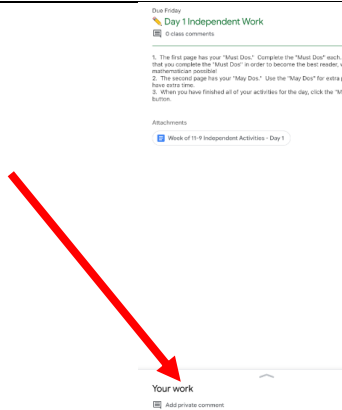 Due Friday
✏️ Day 1 Independent Work
0 class comments
1. The first page has your "Must Dos." Complete the "Must Dos" each.
that you complete the "Must Dos" in order to become the best reader,
mathematician possible!
2. The second page has your "May Dos." Use the "May Dos" for extra
have extra time.
3. When you have finished all of your activities for the day, click the
button.
Attachments
Week of 11-9 Independent Activities - Day 1
Your work
Add private comment